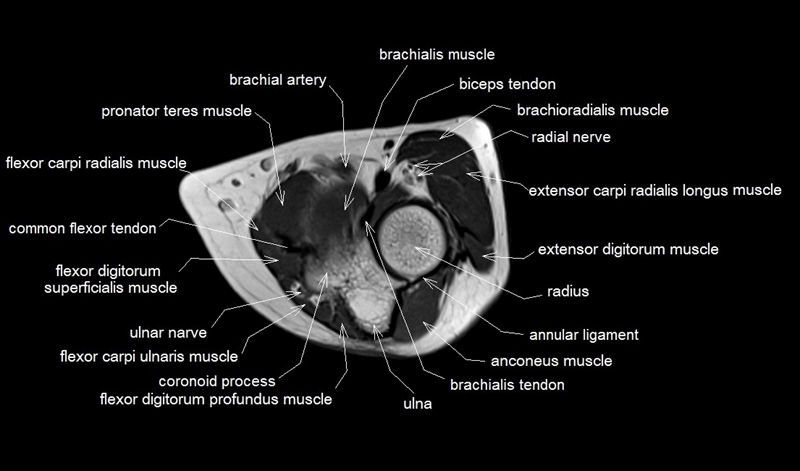 brachialis muscle
brachial artery
biceps tendon
pronator teres muscle
brachioradialis muscle
radial nerve
flexor carpi radialis muscle
extensor carpi radialis longus muscle
common flexor tendon
extensor digitorum muscle
flexor digitorum
superficialis muscle
radius
ulnar narve
annular ligament
flexor carpi ulnaris muscle
anconeus muscle
coronoid process
brachialis tendon
flexor digitorum profundus muscle
ulna